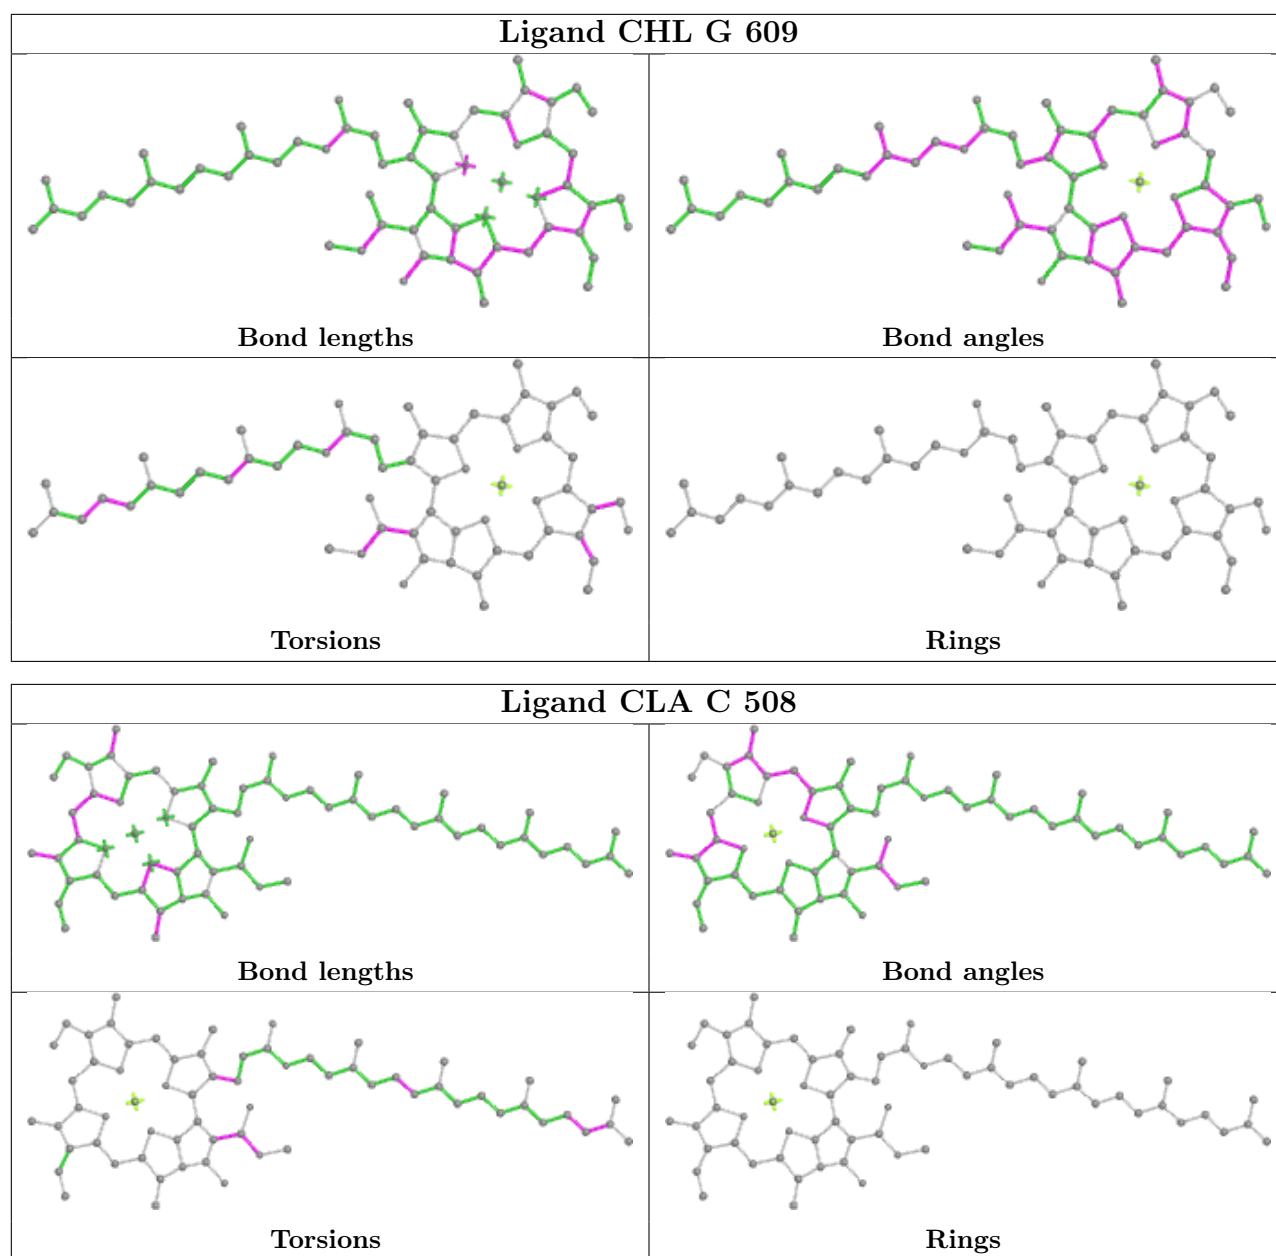 Ligand CHL G 609
Bond lengths
Bond angles
Torsions
Rings
Ligand CLA C 508
Bond lengths
Bond angles
Torsions
Rings